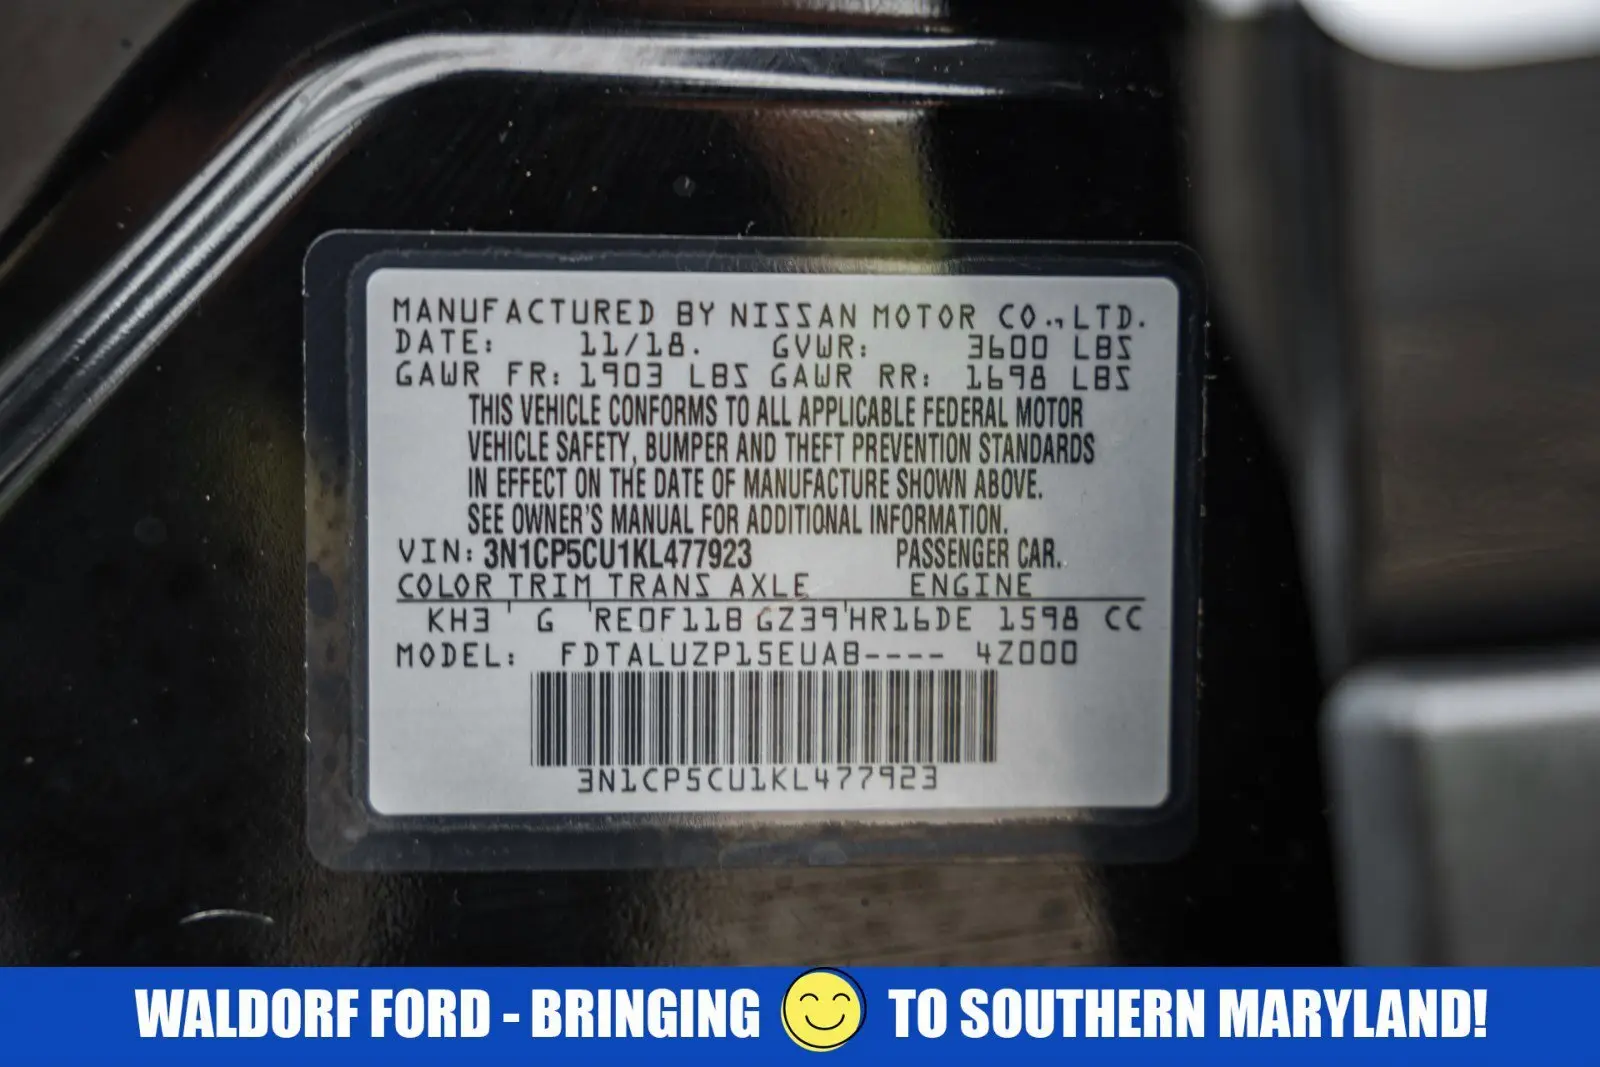 MANUFACTURED BY NISSAN MOTOR CO., LTD.
DATE: 11/18. GVWR: 3600 LBS
GAWR FR: 1903 LBS GAWR RR: 1698 LBS
THIS VEHICLE CONFORMS TO ALL APPLICABLE FEDERAL MOTOR
VEHICLE SAFETY, BUMPER AND THEFT PREVENTION STANDARDS
IN EFFECT ON THE DATE OF MANUFACTURE SHOWN ABOVE.
SEE OWNER'S MANUAL FOR ADDITIONAL INFORMATION.
VIN: 3N1CP5CU1KL477923 PASSENGER CAR.
COLOR TRIM TRANS AXLE ENGINE
KH3 ' G 'RE0F11B GZ39'HR16DE 1598 CC
MODEL: FDTALUZP15EUAB---- 4Z000
3N1CP5CU1KL477923
WALDORF FORD - BRINGING TO SOUTHERN MARYLAND!